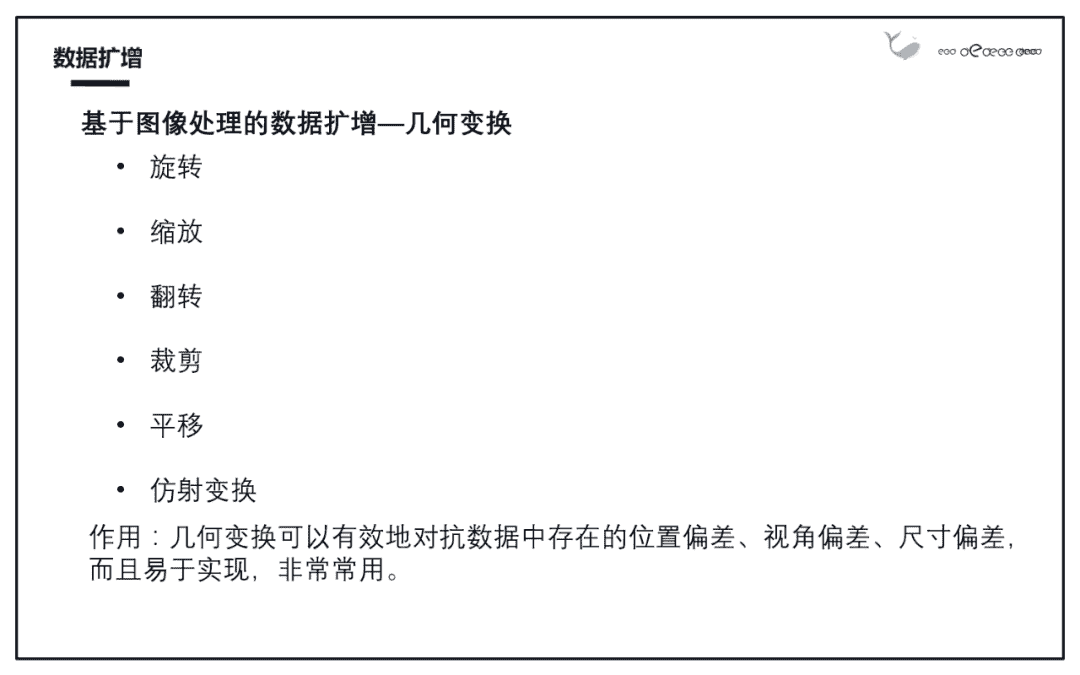 数据扩增
基于图像处理的数据扩增—几何变换
• 旋转
• 缩放
• 翻转
• 裁剪
• 平移
• 仿射变换
作用：几何变换可以有效地对抗数据中存在的位置偏差、视角偏差、尺寸偏差，
而且易于实现，非常常用。